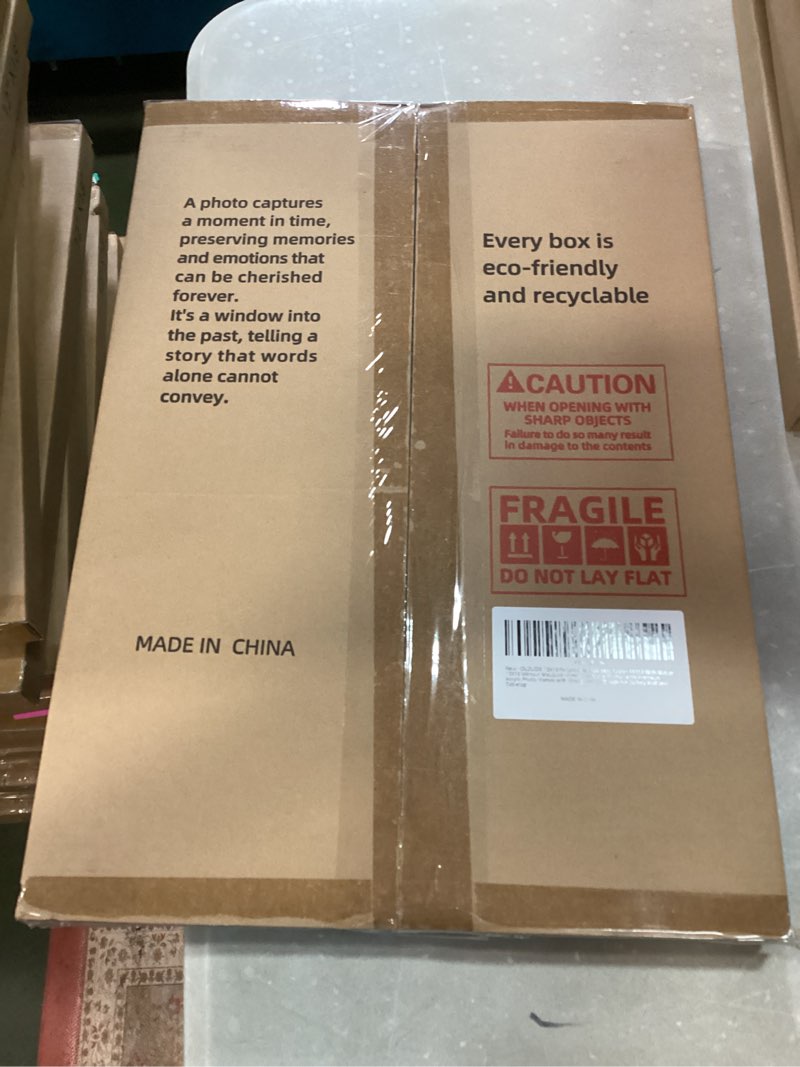 A photo captures
a moment in time,
preserving memories
and emotions that
can be cherished
forever.
It's a window into
the past, telling a
story that words
alone cannot
convey.
MADE IN CHINA
Every box is
eco-friendly
and recyclable
CAUTION
WHEN OPENING WITH
SHARP OBJECTS
Failure to do so many result
in damage to the contents
FRAGILE
DO NOT LAY FLAT